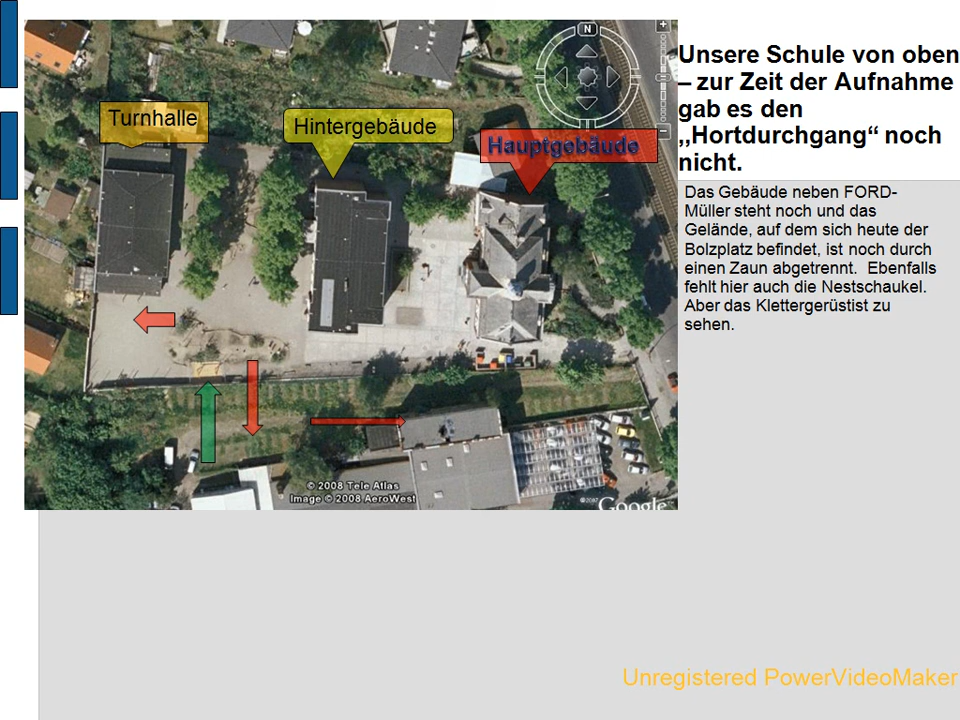 Unsere Schule von oben
– zur Zeit der Aufnahme
gab es den
„Hortdurchgang“ noch
nicht.
Das Gebäude neben FORD-
Müller steht noch und das
Gelände, auf dem sich heute der
Bolzplatz befindet, ist noch durch
einen Zaun abgetrennt.  Ebenfalls
fehlt hier auch die Nestschaukel.
Aber das Klettergerüstist zu
sehen.
Turnhalle
Hintergebäude
Hauptgebäude
N
© 2008 Tele Atlas
Image © 2008 AeroWest
©2007
Google
Unregistered PowerVideoMaker